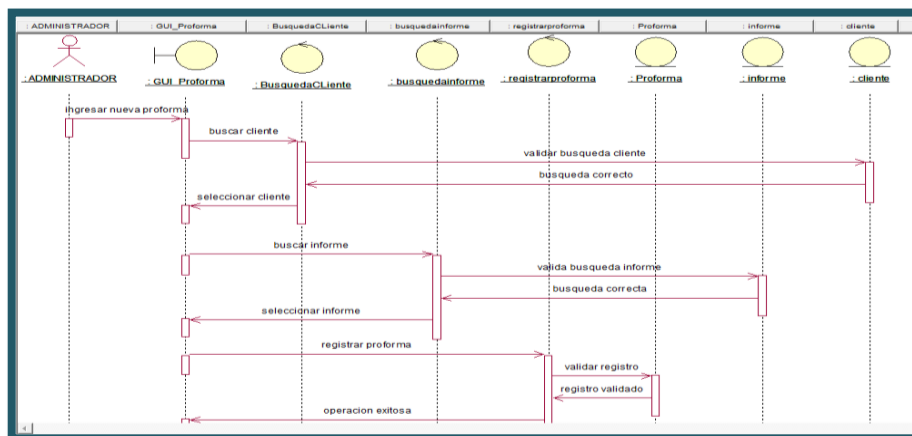 : ADMINISTRADOR : GUI_Proforma : BusquedaCLiente : busquedainforme : registrarproforma : Proforma : informe : cliente
: ADMINISTRADOR : GUI_Proforma : BusquedaCLiente : busquedainforme : registrarproforma : Proforma : informe : cliente
ingresar nueva proforma
buscar cliente
validar busqueda cliente
busqueda correcto
seleccionar cliente
buscar informe
valida busqueda informe
busqueda correcta
seleccionar informe
registrar proforma
validar registro
registro validado
operacion exitosa